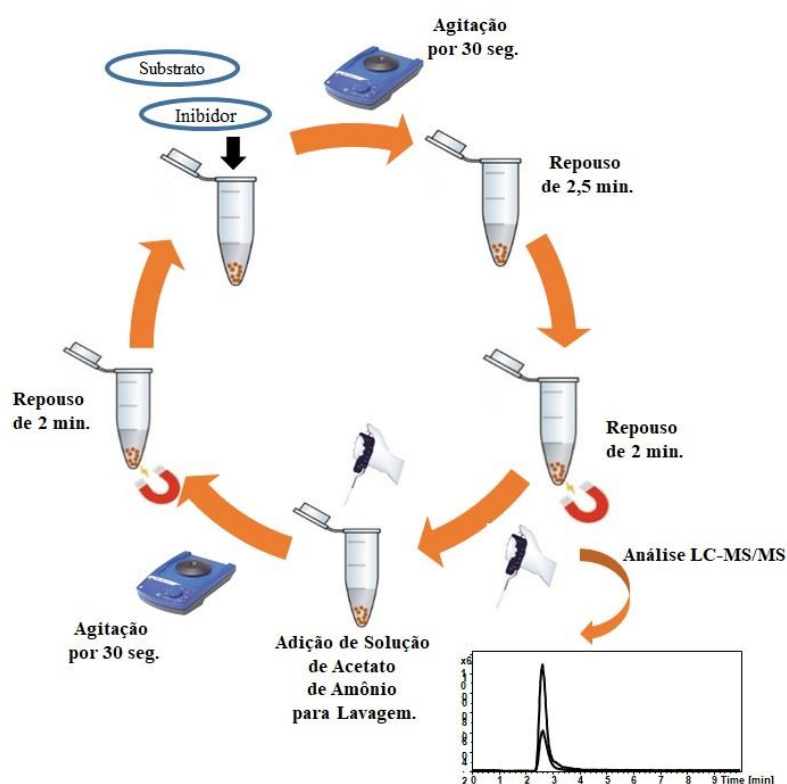 Agitação
por 30 seg.
Substrato
Inibidor
Repouso
de 2,5 min.
Repouso
de 2 min.
Repouso
de 2 min.
Análise LC-MS/MS
Agitação
por 30 seg.
Adição de Solução
de Acetato
de Amônio
para Lavagem.
0 1 2 3 4 5 6 7 8 9 Time [min]